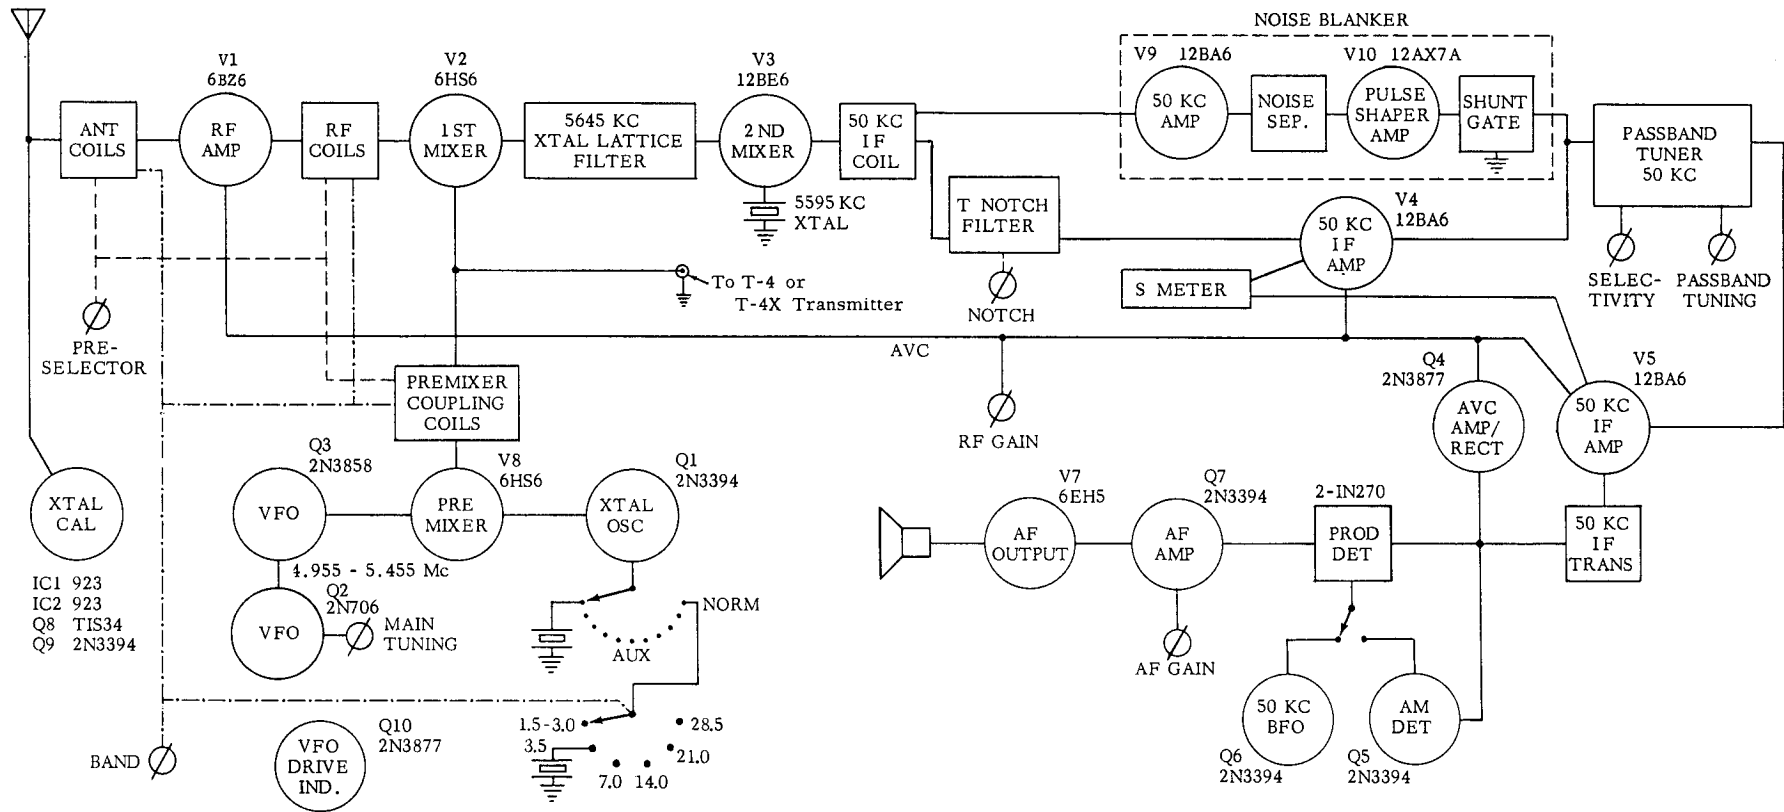 NOISE BLANKER
V1
6BZ6
V2
6HS6
V3
12BE6
V9 12BA6
V10 12AX7A
ANT
COILS
RF
AMP
RF
COILS
1ST
MIXER
5645 KC
XTAL LATTICE
FILTER
2ND
MIXER
50 KC
IF
COIL
50 KC
AMP
NOISE
SEP.
PULSE
SHAPER
AMP
SHUNT
GATE
PASSBAND
TUNER
50 KC
5595 KC
XTAL
T NOTCH
FILTER
V4
12BA6
50 KC
IF
AMP
To T-4 or
T-4X Transmitter
S METER
NOTCH
SELEC-
TIVITY
PASSBAND
TUNING
PRE-
SELECTOR
AVC
Q4
2N3877
V5
12BA6
PREMIXER
COUPLING
COILS
RF GAIN
AVC
AMP/
RECT
50 KC
IF
AMP
Q3
2N3858
V8
6HS6
Q1
2N3394
V7
6EH5
Q7
2N3394
2-IN270
XTAL
CAL
VFO
PRE
MIXER
XTAL
OSC
AF
OUTPUT
AF
AMP
PROD
DET
50 KC
IF
TRANS
4.955 - 5.455 Mc
IC1 923
IC2 923
Q8 TIS34
Q9 2N3394
Q2
2N706
VFO
MAIN
TUNING
NORM
AUX
AF GAIN
50 KC
BFO
AM
DET
Q6
2N3394
Q5
2N3394
BAND
VFO
DRIVE
IND.
Q10
2N3877
1.5-3.0
3.5
7.0
14.0
21.0
28.5